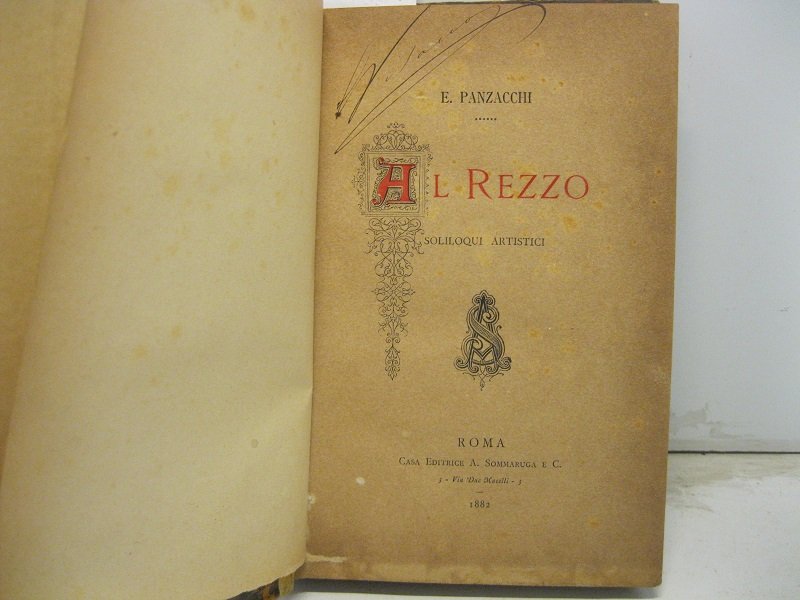 E. PANZACCHI
AL REZZO
SOLILOQUI ARTISTICI
ROMA
CASA EDITRICE A. SOMMARUGA E C.
3 - Via Due Macelli - 3
1882